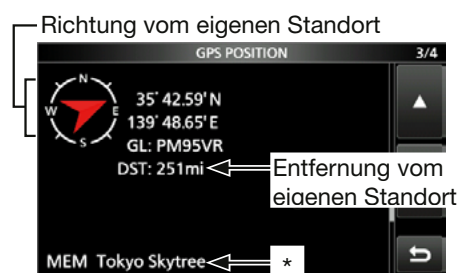 Richtung vom eigenen Standort
GPS POSITION 3/4
N
W E
S
35° 42.59' N
139° 48.65' E
GL: PM95VR
DST: 251mi
Entfernung vom
eigenen Standort
MEM Tokyo Skytree
*